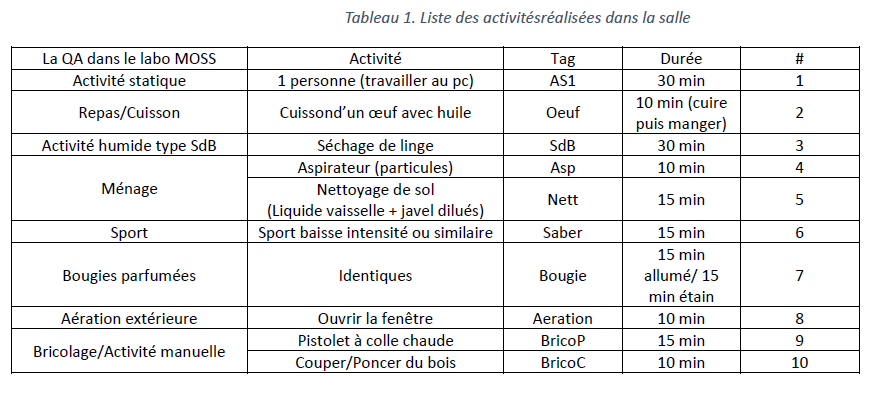 Tableau 1. Liste des activitésréalisées dans la salle
La QA dans le labo MOSS Activité Tag Durée #
Activité statique 1 personne (travailler au pc) AS1 30 min 1
Repas/Cuisson Cuissond’un œuf avec huile Oeuf 10 min (cuire
puis manger) 2
Activité humide type SdB Séchage de linge SdB 30 min 3
Ménage Aspirateur (particules) Asp 10 min 4
Nettoyage de sol
(Liquide vaisselle + javel dilués) Nett 15 min 5
Sport Sport baisse intensité ou similaire Saber 15 min 6
Bougies parfumées Identiques Bougie 15 min
allumé/ 15
min étain 7
Aération extérieure Ouvrir la fenêtre Aeration 10 min 8
Bricolage/Activité manuelle Pistolet à colle chaude BricoP 15 min 9
Couper/Poncer du bois BricoC 10 min 10